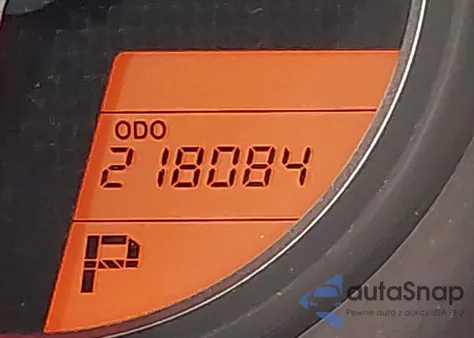 ODO
218084
P
autaSnap
Pewne auta z aukcji USA i EU